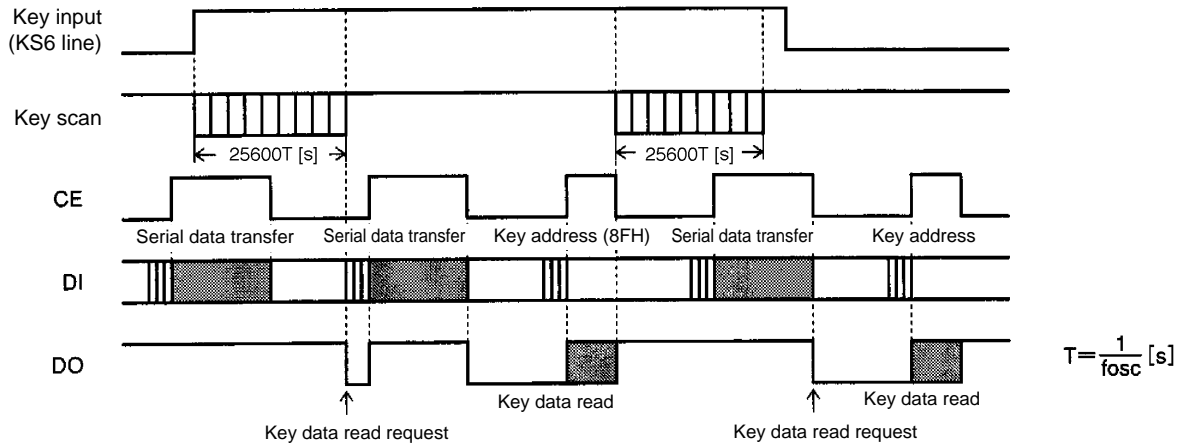 Key input
(KS6 line)
Key scan
25600T [s]
25600T [s]
CE
Serial data transfer
Serial data transfer
Key address (8FH)
Serial data transfer
Key address
DI
DO
T=1/fosc [s]
Key data read
Key data read
Key data read request
Key data read request